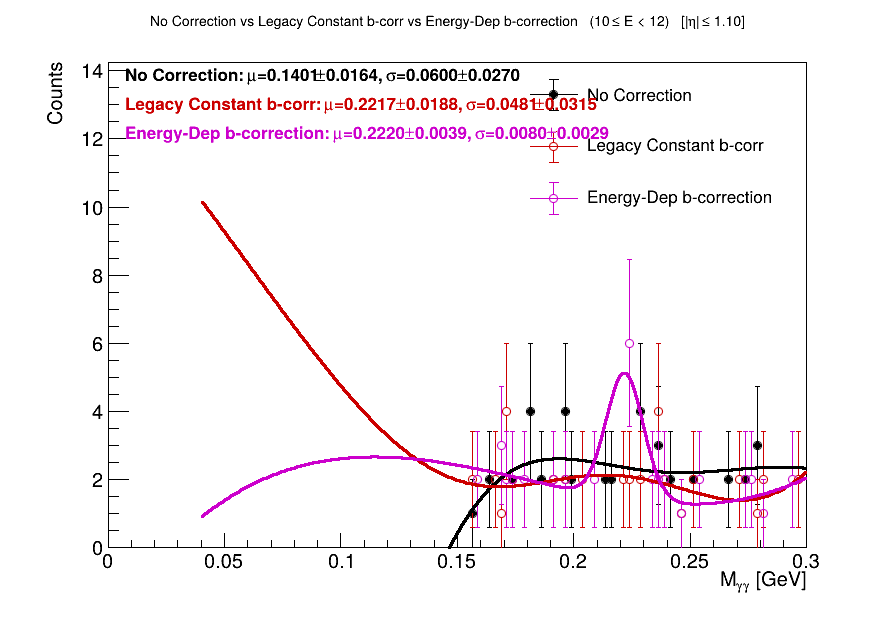 No Correction vs Legacy Constant b-corr vs Energy-Dep b-correction (10 ≤ E < 12) [|η| ≤ 1.10]
Counts
14
12
10
8
6
4
2
0
No Correction: μ=0.1401±0.0164, σ=0.0600±0.0270
Legacy Constant b-corr: μ=0.2217±0.0188, σ=0.0481±0.0315
Energy-Dep b-correction: μ=0.2220±0.0039, σ=0.0080±0.0029
No Correction
Legacy Constant b-corr
Energy-Dep b-correction
0 0.05 0.1 0.15 0.2 0.25 0.3
M_γγ [GeV]